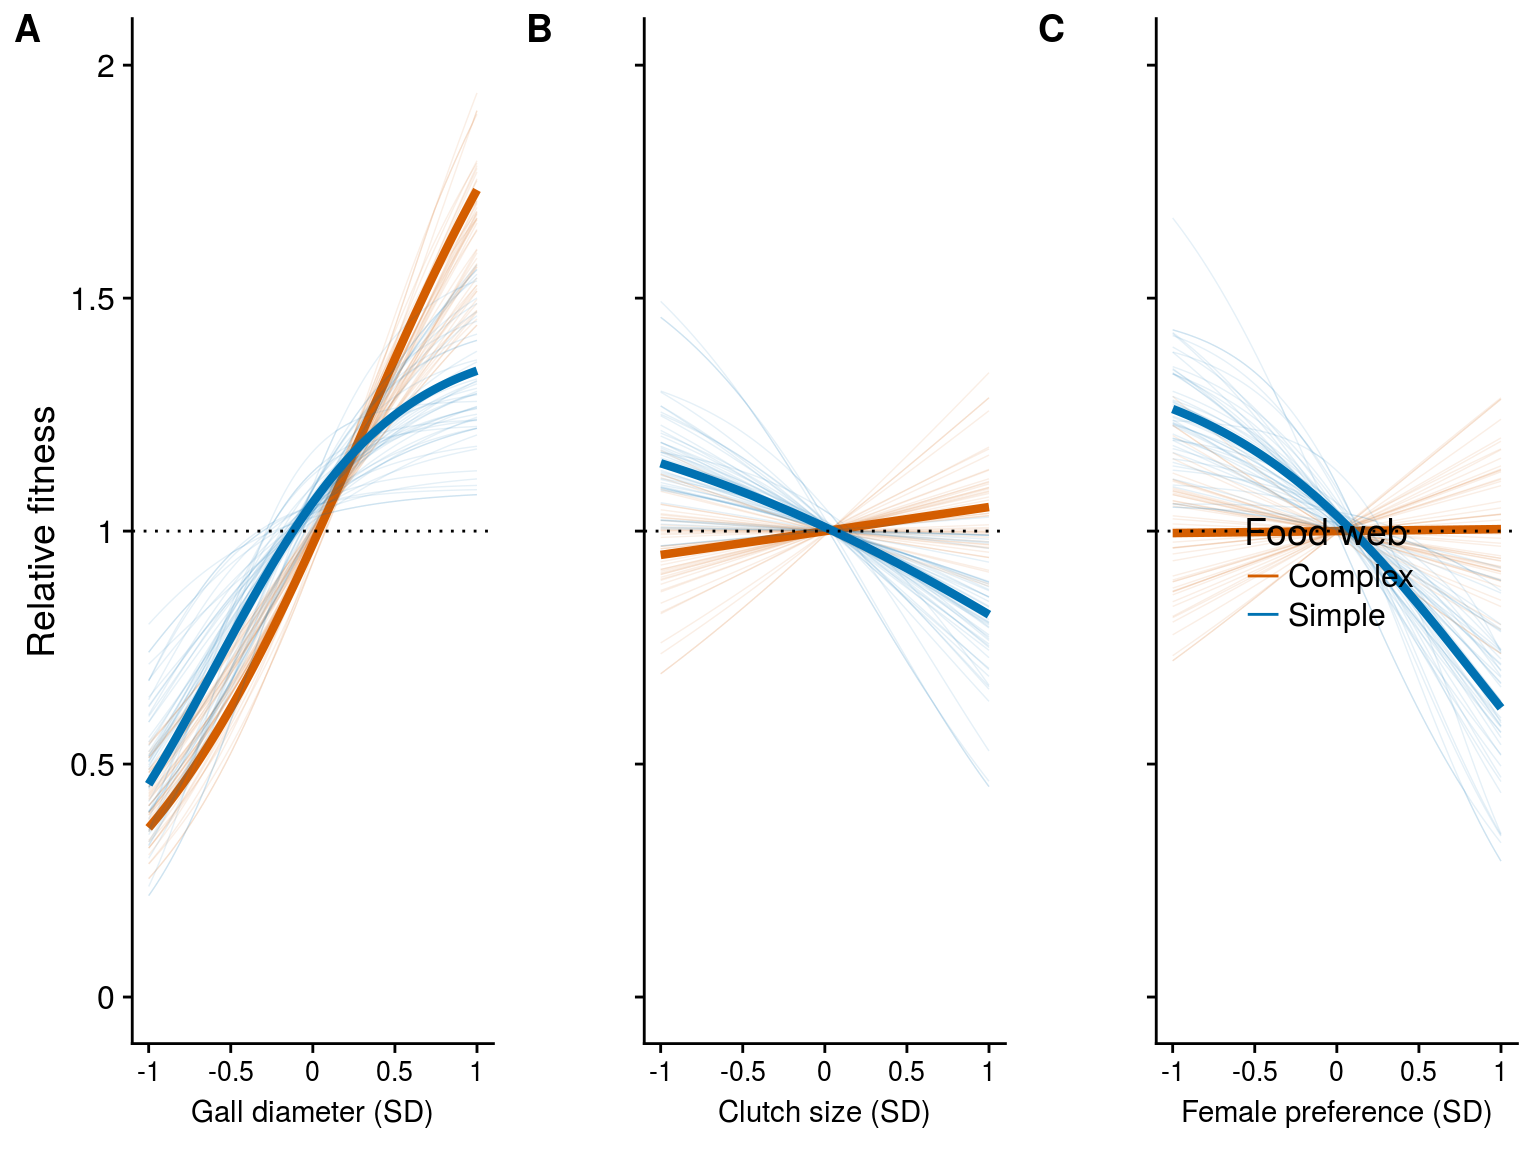 A
B
C
Relative fitness
2
1.5
1
0.5
0
-1 -0.5 0 0.5 1
-1 -0.5 0 0.5 1
-1 -0.5 0 0.5 1
Gall diameter (SD)
Clutch size (SD)
Female preference (SD)
Food web
Complex
Simple